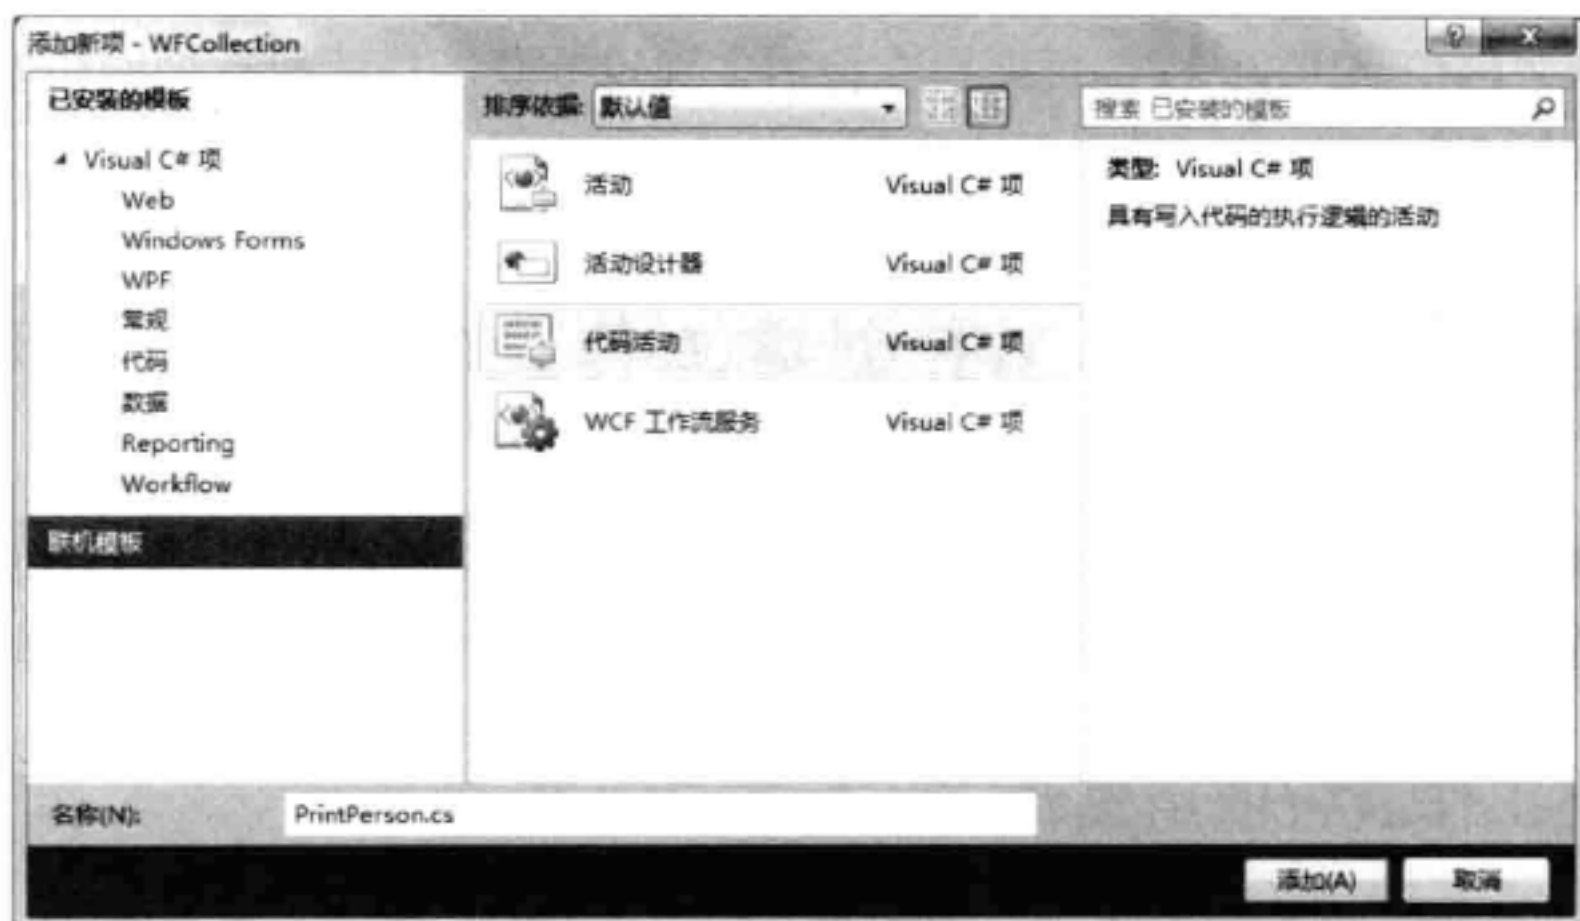 添加新项 - WFCollection
已安装的模板
Visual C# 项
Web
Windows Forms
WPF
常规
代码
数据
Reporting
Workflow
联机模板
排序依据: 默认值
搜索 已安装的模板
活动 Visual C# 项
活动设计器 Visual C# 项
代码活动 Visual C# 项
WCF 工作流服务 Visual C# 项
类型: Visual C# 项
具有写入代码的执行逻辑的活动
名称(N): PrintPerson.cs
添加(A) 取消